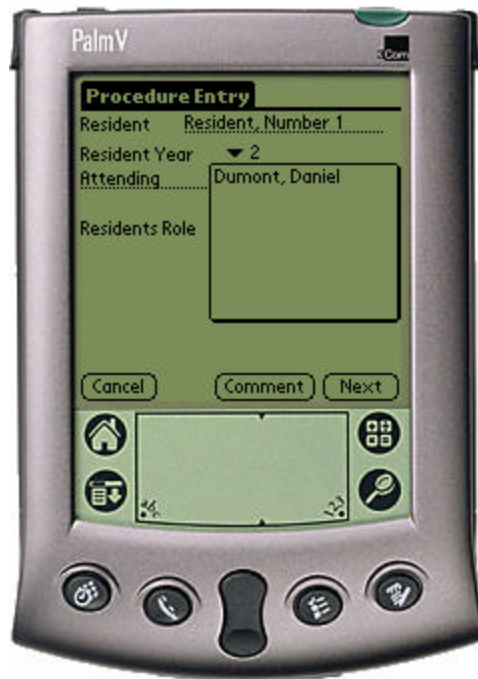 PalmV
3Com
Procedure Entry
Resident Resident, Number 1
Resident Year 2
Attending Dumont, Daniel
Residents Role
Cancel Comment Next
123